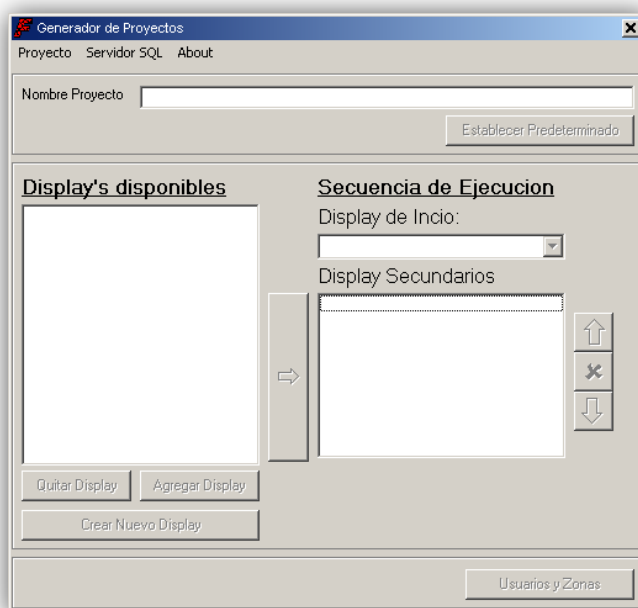 Generador de Proyectos
Proyecto Servidor SQL About
Nombre Proyecto
Establecer Predeterminado
Display's disponibles
Secuencia de Ejecucion
Display de Incio:
Display Secundarios
Quitar Display Agregar Display
Crear Nuevo Display
Usuarios y Zonas